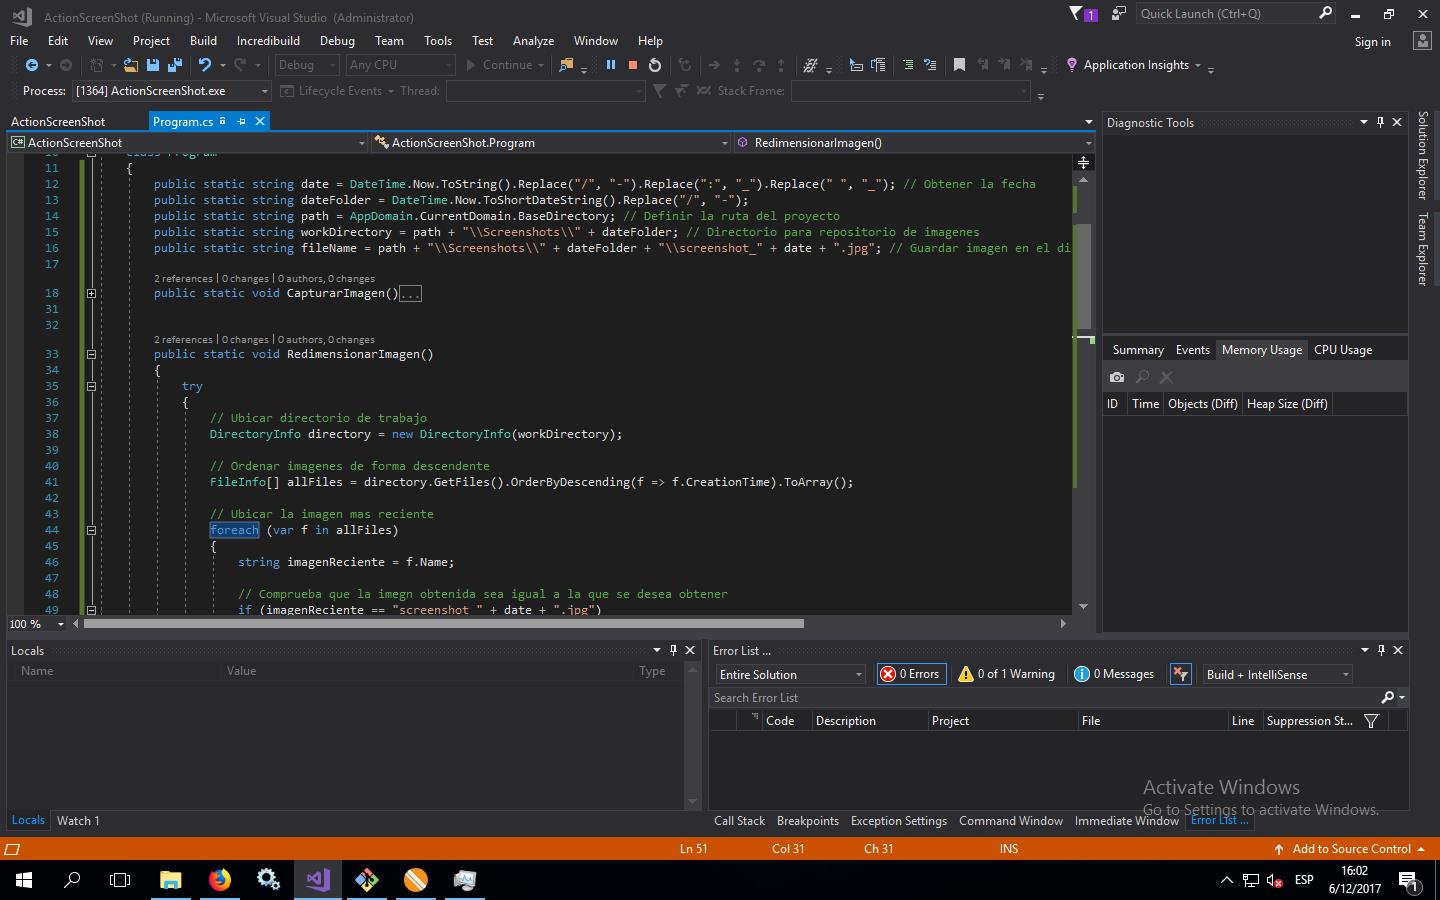 ActionScreenShot (Running) - Microsoft Visual Studio (Administrator)
1
Quick Launch (Ctrl+Q)
File Edit View Project Build Incredibuild Debug Team Tools Test Analyze Window Help
Sign in
Debug Any CPU Continue Application Insights
Process: [1364] ActionScreenShot.exe Lifecycle Events Thread: Stack Frame:
ActionScreenShot Program.cs
C# ActionScreenShot ActionScreenShot.Program RedimensionarImagen()
11 {
12 public static string date = DateTime.Now.ToString().Replace("/", "-").Replace(":", "_").Replace(" ", "_"); // Obtener la fecha
13 public static string dateFolder = DateTime.Now.ToShortDateString().Replace("/", "-");
14 public static string path = AppDomain.CurrentDomain.BaseDirectory; // Definir la ruta del proyecto
15 public static string workDirectory = path + "\\Screenshots\\" + dateFolder; // Directorio para repositorio de imagenes
16 public static string fileName = path + "\\Screenshots\\" + dateFolder + "\\screenshot_" + date + ".jpg"; // Guardar imagen en el di
17
2 references | 0 changes | 0 authors, 0 changes
18 public static void CapturarImagen()...
31
32
2 references | 0 changes | 0 authors, 0 changes
33 public static void RedimensionarImagen()
34 {
35 try
36 {
37 // Ubicar directorio de trabajo
38 DirectoryInfo directory = new DirectoryInfo(workDirectory);
39
40 // Ordenar imagenes de forma descendente
41 FileInfo[] allFiles = directory.GetFiles().OrderByDescending(f => f.CreationTime).ToArray();
42
43 // Ubicar la imagen mas reciente
44 foreach (var f in allFiles)
45 {
46 string imagenReciente = f.Name;
47
48 // Comprueba que la imegn obtenida sea igual a la que se desea obtener
49 if (imagenReciente == "screenshot_" + date + ".jpg")
100 %
Diagnostic Tools
Summary Events Memory Usage CPU Usage
ID Time Objects (Diff) Heap Size (Diff)
Solution Explorer
Team Explorer
Locals
Name Value Type
Locals Watch 1
Error List ...
Entire Solution 0 Errors 0 of 1 Warning 0 Messages Build + IntelliSense
Search Error List
Code Description Project File Line Suppression St...
Activate Windows
Go to Settings to activate Windows.
Call Stack Breakpoints Exception Settings Command Window Immediate Window Error List ...
Ln 51 Col 31 Ch 31 INS Add to Source Control
ESP
16:02
6/12/2017
1